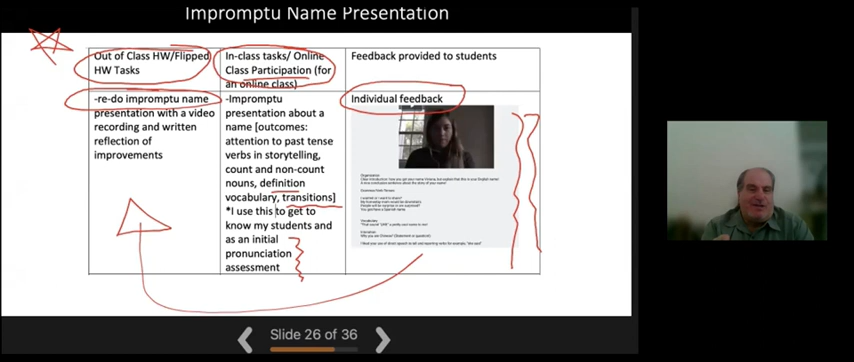 Impromptu Name Presentation
Out of Class HW/Flipped
HW Tasks
In-class tasks/ Online
Class Participation (for
an online class)
Feedback provided to students
-re-do impromptu name
presentation with a video
recording and written
reflection of
improvements
-Impromptu
presentation about a
name [outcomes:
attention to past tense
verbs in storytelling,
count and non-count
nouns, definition
vocabulary, transitions]
*I use this to get to
know my students and
as an initial
pronunciation
assessment
Individual feedback
Organization
Vocabulary
Slide 26 of 36